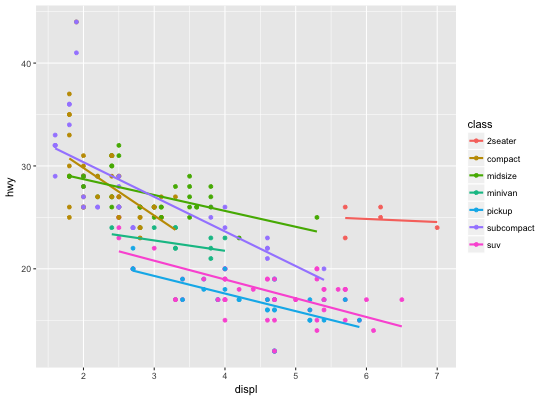 hwy
40
30
20
2
3
4
5
6
7
displ
class
2seater
compact
midsize
minivan
pickup
subcompact
suv